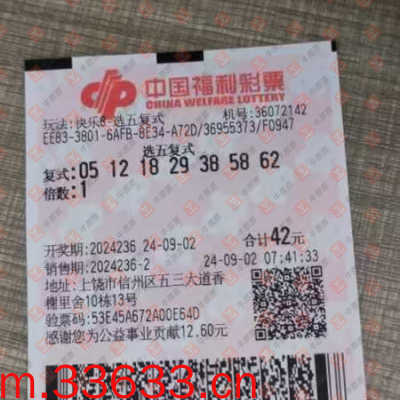 中国福利彩票
CHINA WELFARE LOTTERY
玩法:快乐8-选五复式 机号:36072142
EEB3-3801-6AFB-8E34-A72D/36955373/F0947
选五复式
复式:05 12 18 29 38 58 62
倍数:1
开奖期:2024236 24-09-02 合计42元
销售期:2024236-2 24-09-02 07:41:33
地址:上饶市信州区五三大道香
樱里舍10栋13号
验票码:53E45A672A00E64D
感谢您为公益事业贡献12.60元
m.33633.cn